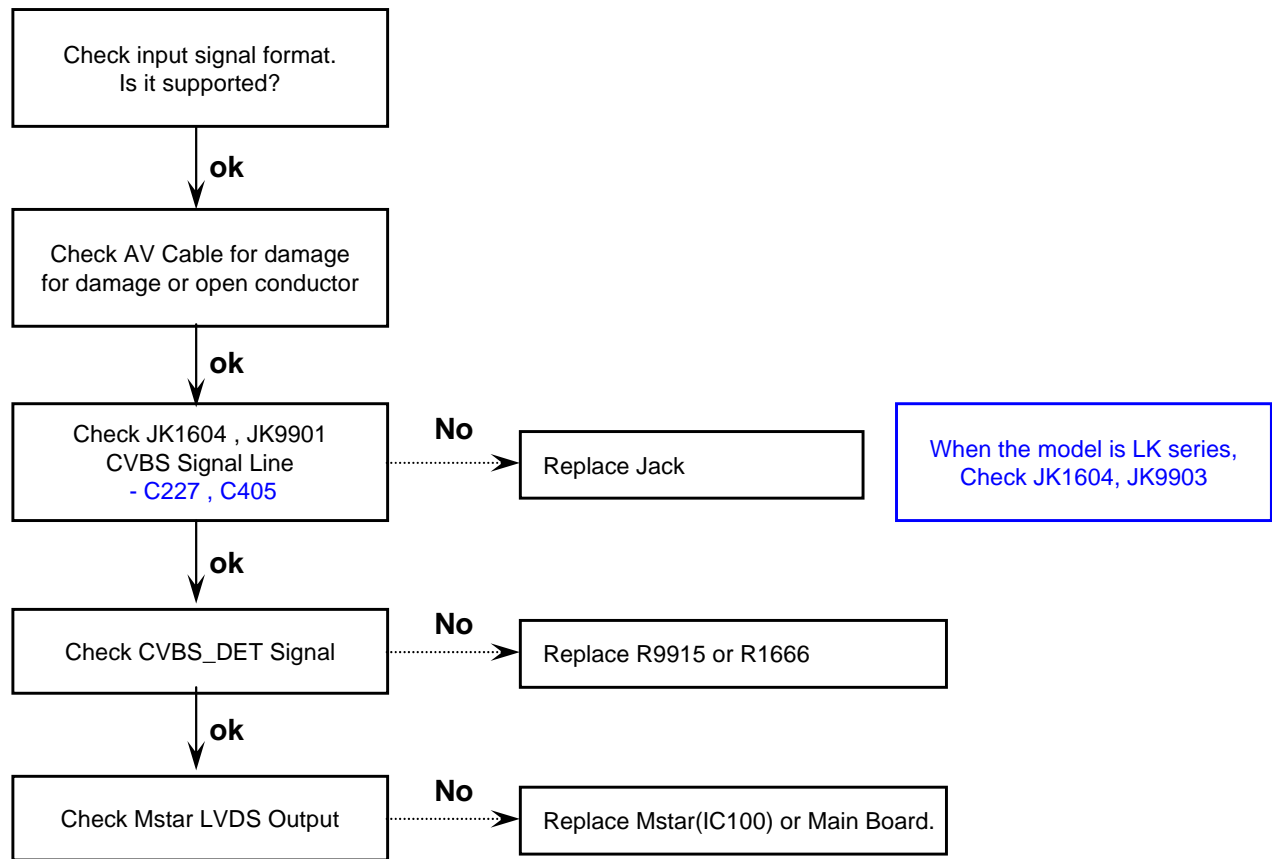 Check input signal format.
Is it supported?
ok
Check AV Cable for damage
for damage or open conductor
ok
Check JK1604 , JK9901
CVBS Signal Line
- C227 , C405
No
Replace Jack
When the model is LK series,
Check JK1604, JK9903
ok
Check CVBS_DET Signal
No
Replace R9915 or R1666
ok
Check Mstar LVDS Output
No
Replace Mstar(IC100) or Main Board.